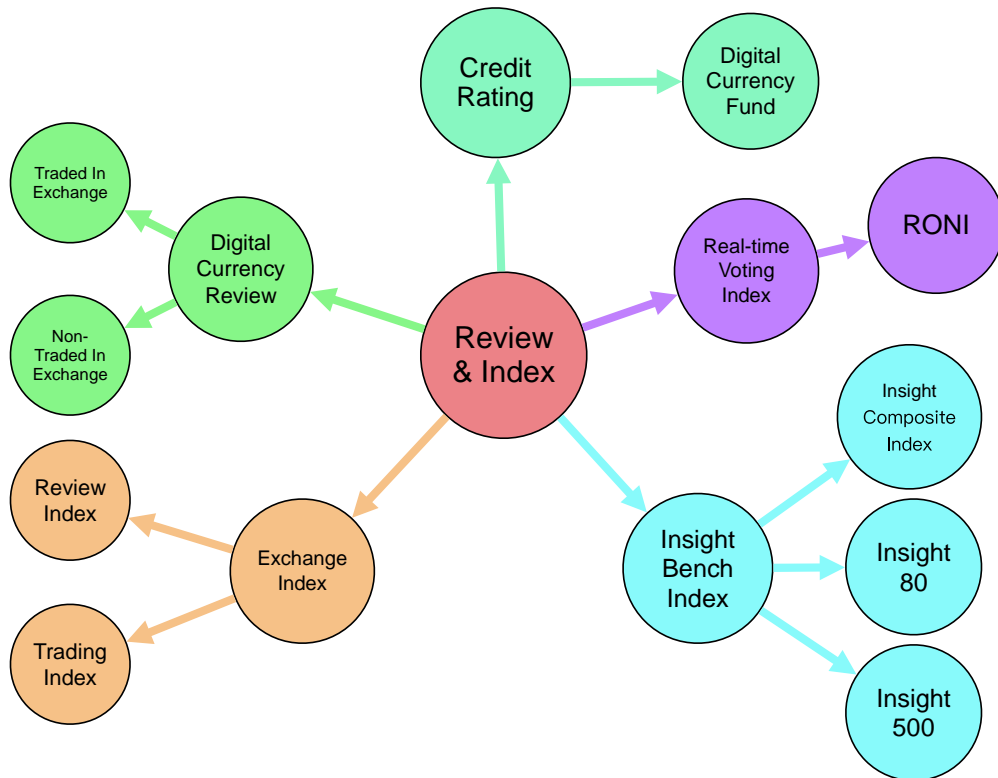 Credit
Rating
Digital
Currency
Fund
Traded In
Exchange
Digital
Currency
Review
Real-time
Voting
Index
RONI
Non-
Traded In
Exchange
Review
& Index
Insight
Composite
Index
Review
Index
Exchange
Index
Insight
Bench
Index
Insight
80
Trading
Index
Insight
500